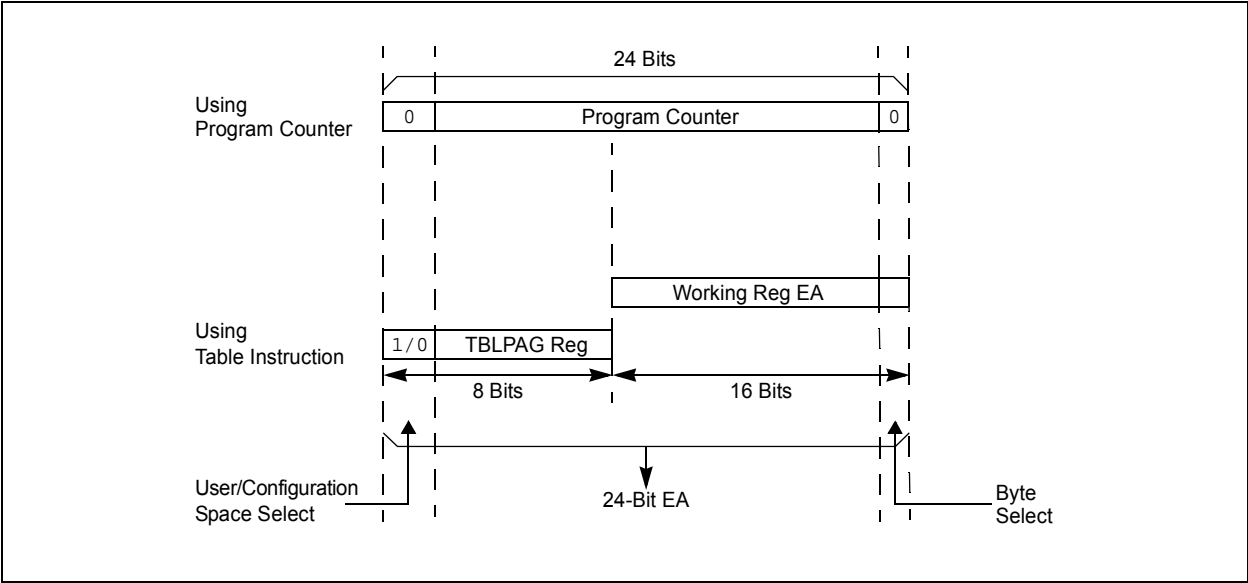 24 Bits
Using
Program Counter
0
Program Counter
0
Working Reg EA
Using
Table Instruction
1/0
TBLPAG Reg
8 Bits
16 Bits
User/Configuration
Space Select
24-Bit EA
Byte
Select